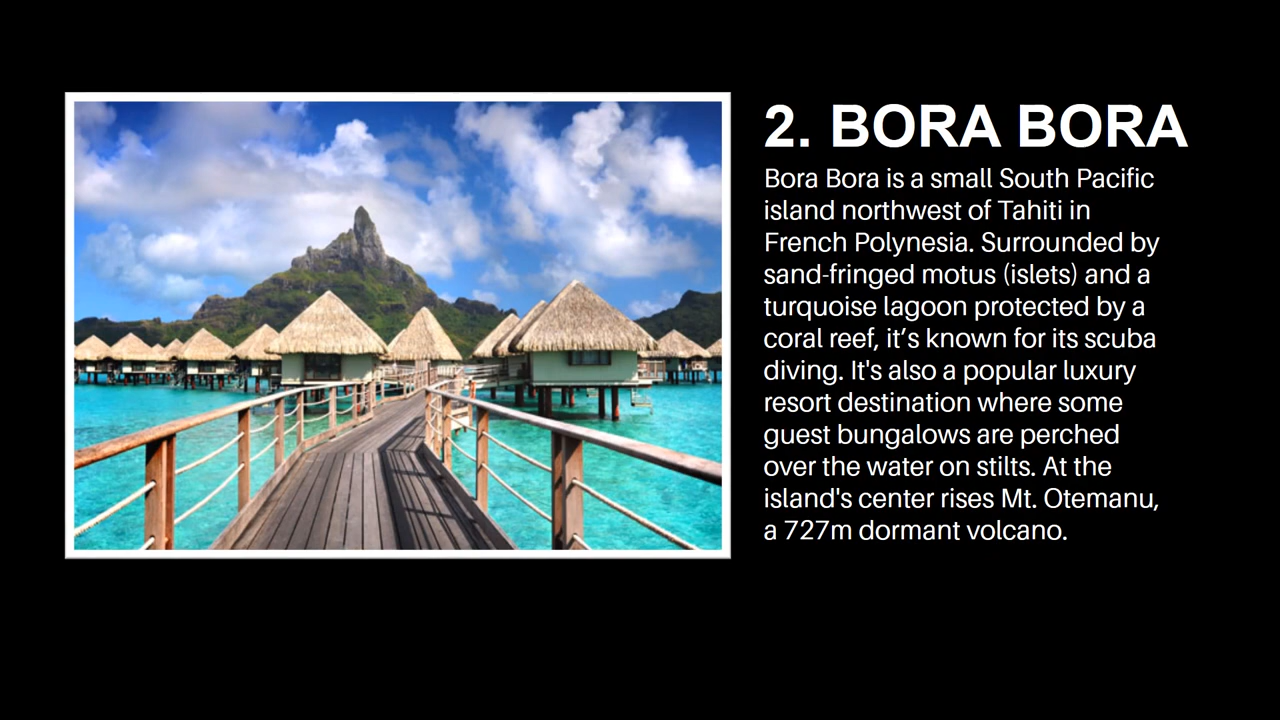 2. BORA BORA
Bora Bora is a small South Pacific
island northwest of Tahiti in
French Polynesia. Surrounded by
sand-fringed motus (islets) and a
turquoise lagoon protected by a
coral reef, it’s known for its scuba
diving. It's also a popular luxury
resort destination where some
guest bungalows are perched
over the water on stilts. At the
island's center rises Mt. Otemanu,
a 727m dormant volcano.